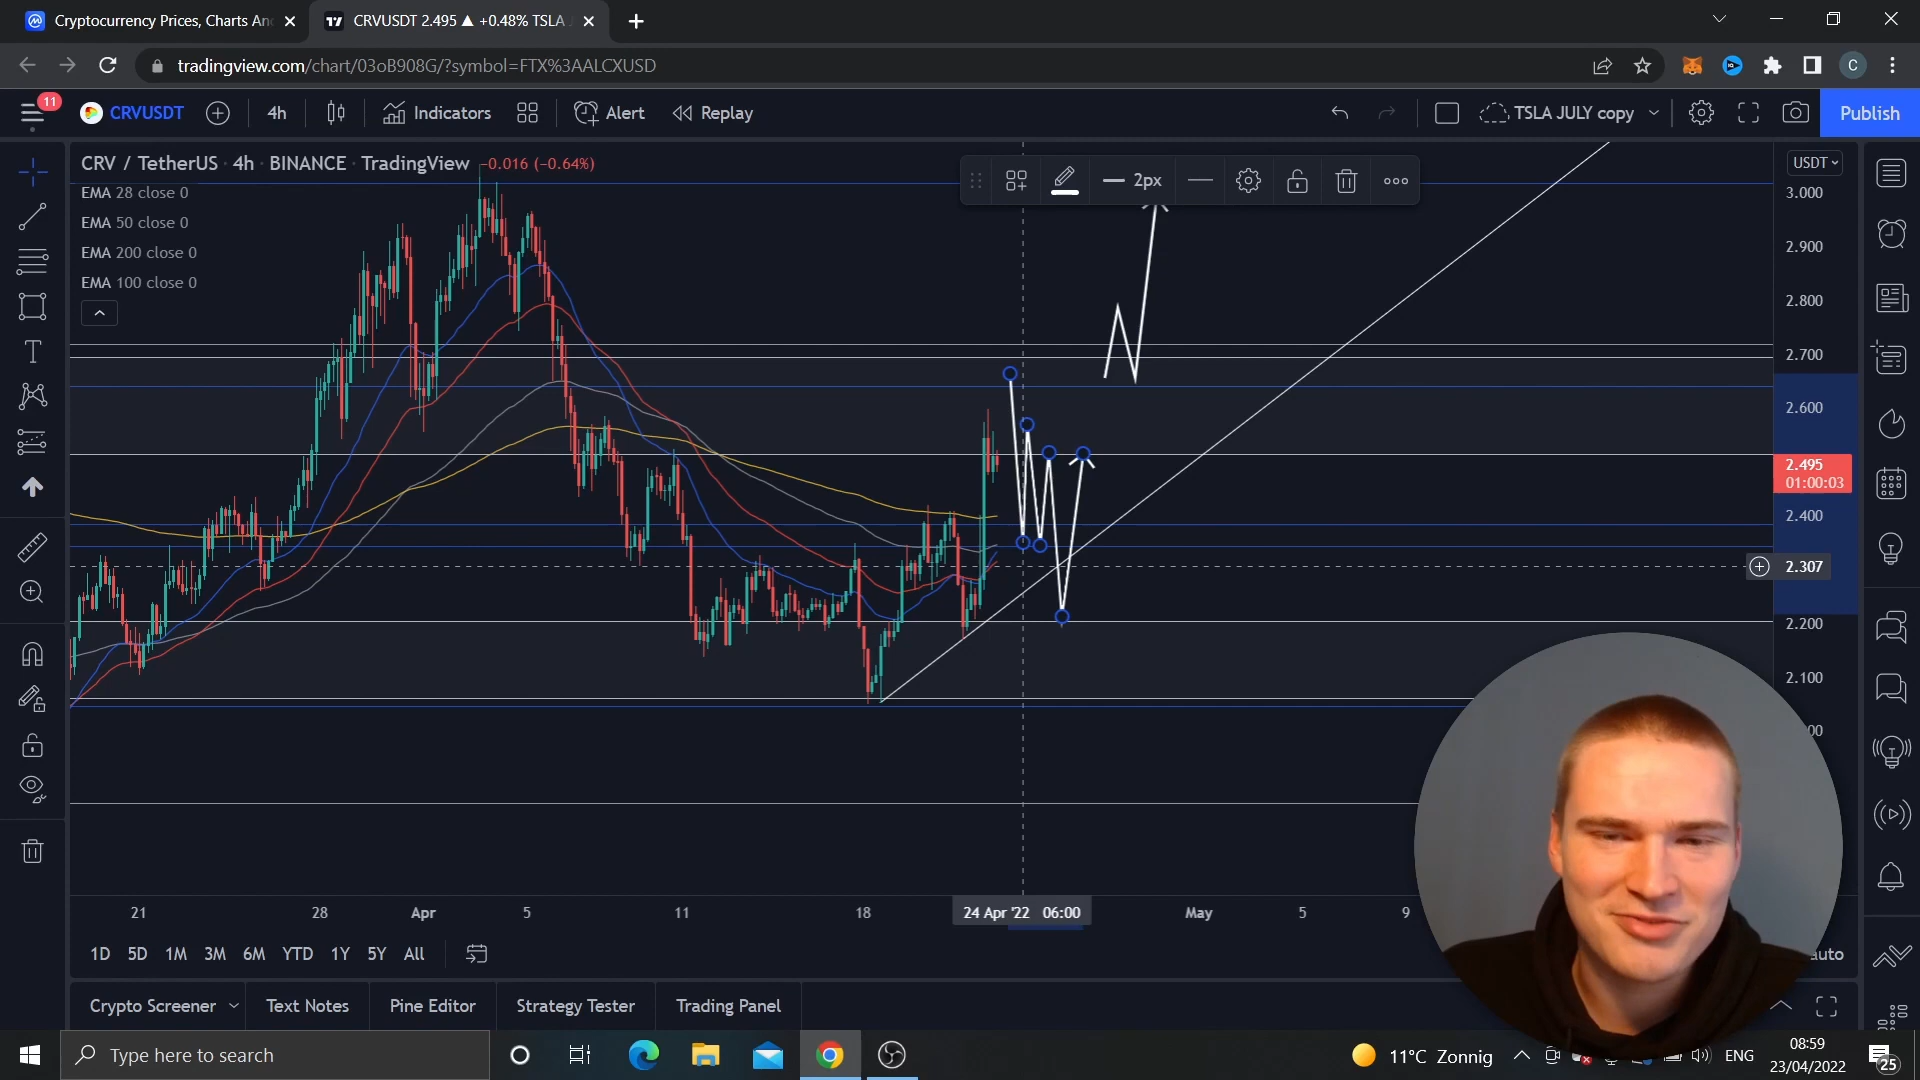 Cryptocurrency Prices, Charts An
CRVUSDT 2.495 ▲ +0.48% TSLA J
tradingview.com/chart/03oB908G/?symbol=FTX%3AALCXUSD
C
11
CRVUSDT
4h
Indicators
Alert
Replay
TSLA JULY copy
Publish
CRV / TetherUS · 4h · BINANCE · TradingView
−0.016 (−0.64%)
EMA 28 close 0
EMA 50 close 0
EMA 200 close 0
EMA 100 close 0
2px
USDT
3.000
2.900
2.800
2.700
2.600
2.495
01:00:03
2.400
2.307
2.200
2.100
00
21
28
Apr
5
11
18
24 Apr '22 06:00
May
5
9
1D
5D
1M
3M
6M
YTD
1Y
5Y
All
auto
Crypto Screener
Text Notes
Pine Editor
Strategy Tester
Trading Panel
Type here to search
11°C Zonnig
ENG
08:59
23/04/2022
25